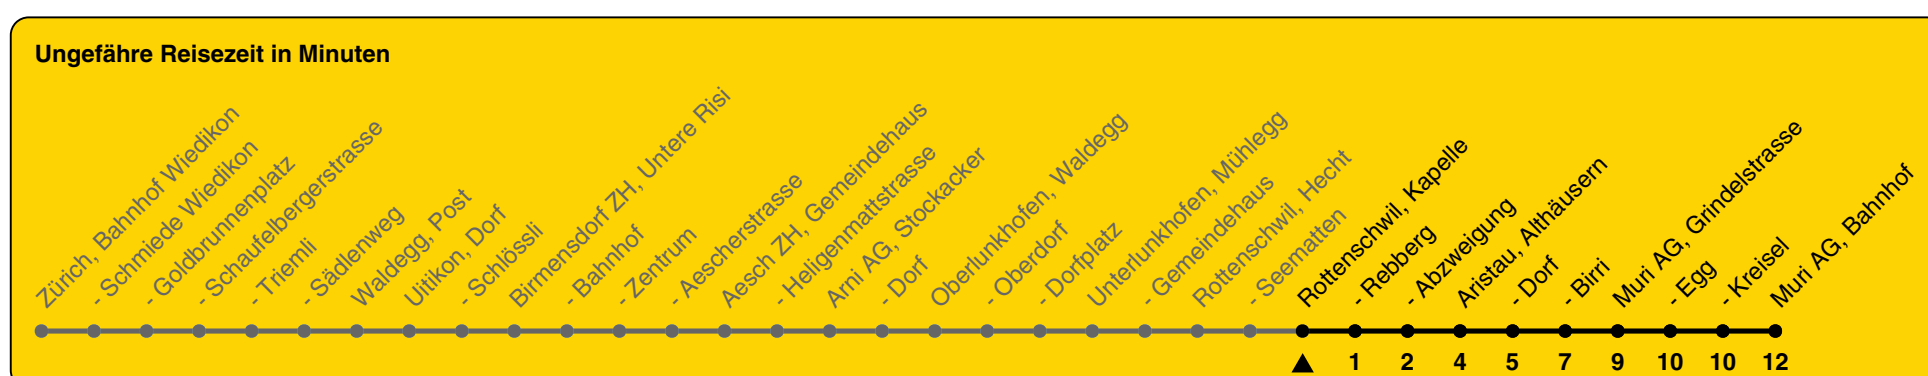 Ungefähre Reisezeit in Minuten
Zürich, Bahnhof Wiedikon
- Schmiede Wiedikon
- Goldbrunnenplatz
- Schaufelbergerstrasse
- Triemli
- Sädlenweg
Waldegg, Post
Uitikon, Dorf
- Schlössli
Birmensdorf ZH, Untere Risi
- Bahnhof
- Zentrum
- Aescherstrasse
Aesch ZH, Gemeindehaus
- Heligenmattstrasse
Arni AG, Stockacker
- Dorf
Oberlunkhofen, Waldegg
- Oberdorf
- Dorfplatz
Unterlunkhofen, Mühlegg
- Gemeindehaus
Rottenschwil, Hecht
- Seematten
Rottenschwil, Kapelle
- Rebberg
- Abzweigung
Aristau, Althäusern
- Dorf
- Birri
Muri AG, Grindelstrasse
- Egg
- Kreisel
Muri AG, Bahnhof
1 2 4 5 7 9 10 10 12